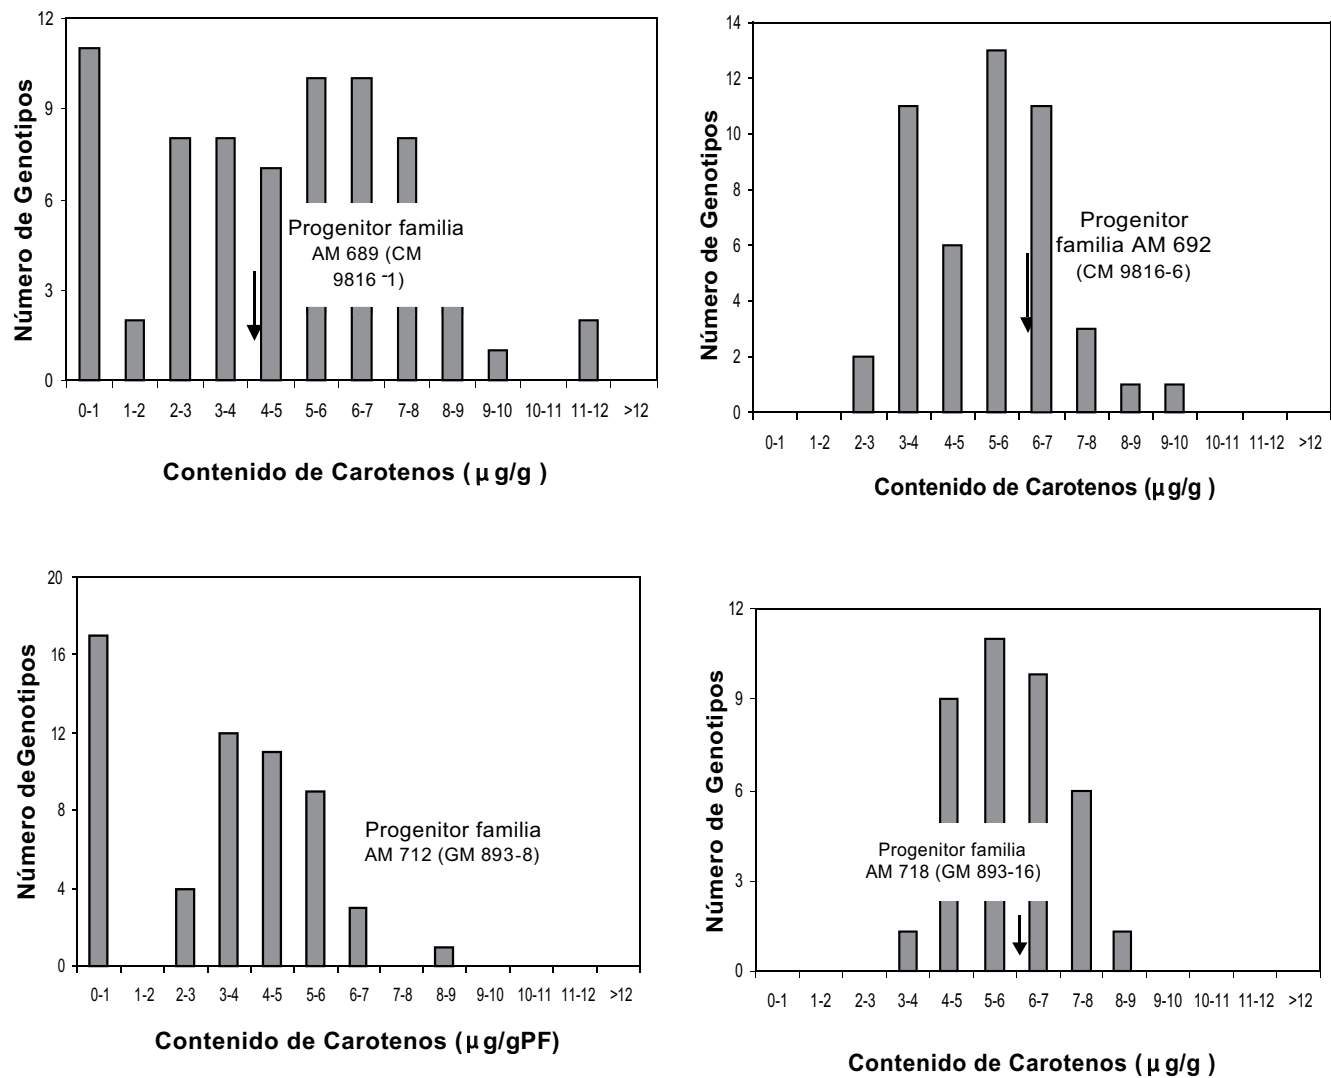 12
9
6
3
0
Número de Genotipos
Progenitor familia
AM 689 (CM
9816 -1)
0-1 1-2 2-3 3-4 4-5 5-6 6-7 7-8 8-9 9-10 10-11 11-12 >12
Contenido de Carotenos ( µ g/g )
14
12
10
8
6
4
2
0
Número de Genotipos
Progenitor
familia AM 692
(CM 9816-6)
0-1 1-2 2-3 3-4 4-5 5-6 6-7 7-8 8-9 9-10 10-11 11-12 >12
Contenido de Carotenos (µ g/g )
20
16
12
8
4
0
Número de Genotipos
Progenitor familia
AM 712 (GM 893-8)
0-1 1-2 2-3 3-4 4-5 5-6 6-7 7-8 8-9 9-10 10-11 11-12 >12
Contenido de Carotenos (µ g/gPF)
12
9
6
3
0
Número de Genotipos
Progenitor familia
AM 718 (GM 893-16)
0-1 1-2 2-3 3-4 4-5 5-6 6-7 7-8 8-9 9-10 10-11 11-12 >12
Contenido de Carotenos ( µ g/g )